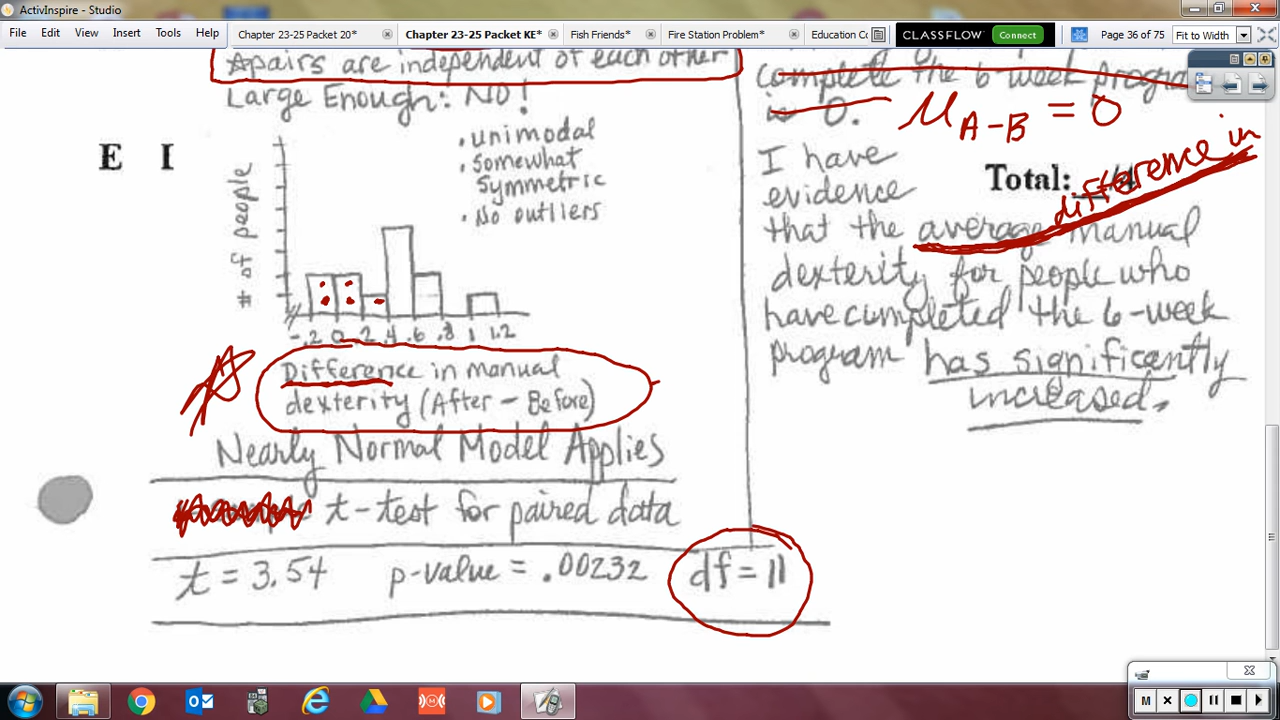 ActivInspire - Studio
File Edit View Insert Tools Help
Chapter 23-25 Packet 20
Chapter 23-25 Packet KE*
Fish Friends*
Fire Station Problem*
Education Co
CLASSFLOW Connect
Page 36 of 75
Fit to Width
pairs are independent of each other
Large Enough: No!
• unimodal
• Somewhat
Symmetric
• No outliers
E I
# of people
-.2 0 .2 .4 .6 .8 1 1.2
Difference in manual
dexterity (After - Before)
Nearly Normal Model Applies
t-test for paired data
t = 3.54 p-value = .00232 df = 11
complete the 6-week program
is 0.
μ A-B = 0
I have
evidence
that the average manual
difference in
Total:
dexterity for people who
have completed the 6-week
program has significantly
increased.
M